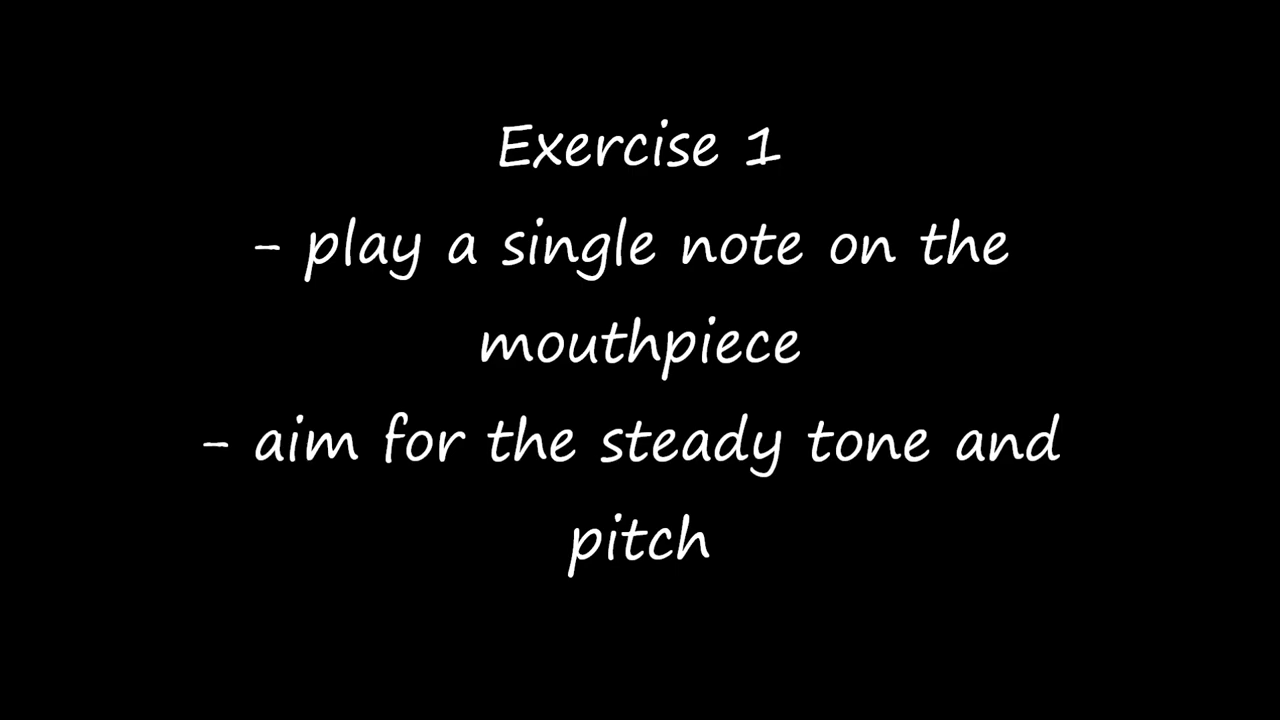 Exercise 1
- play a single note on the
mouthpiece
- aim for the steady tone and
pitch